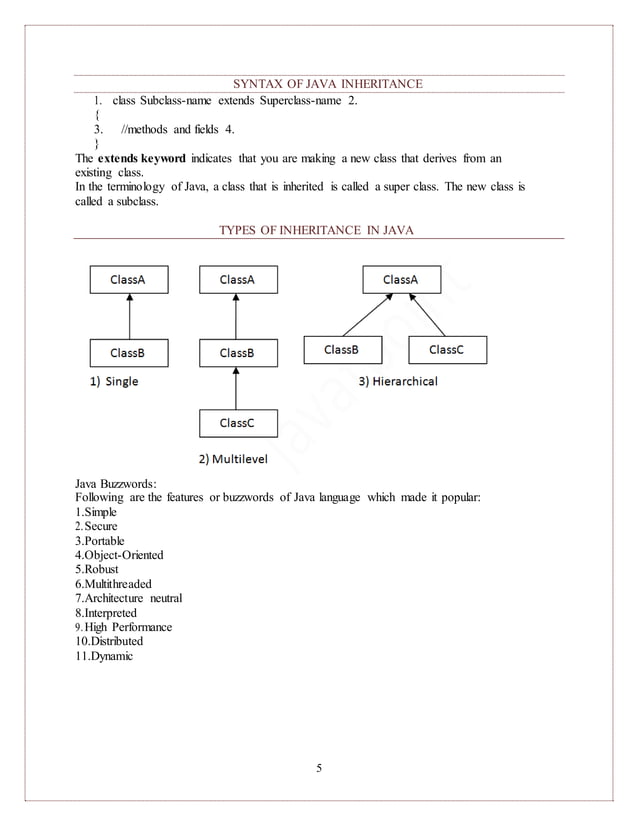 SYNTAX OF JAVA INHERITANCE
1. class Subclass-name extends Superclass-name 2.
{
3. //methods and fields 4.
}
The extends keyword indicates that you are making a new class that derives from an
existing class.
In the terminology of Java, a class that is inherited is called a super class. The new class is
called a subclass.
TYPES OF INHERITANCE IN JAVA
ClassA
ClassB
1) Single
ClassA
ClassB
ClassC
2) Multilevel
ClassA
ClassB
ClassC
3) Hierarchical
Java Buzzwords:
Following are the features or buzzwords of Java language which made it popular:
1.Simple
2.Secure
3.Portable
4.Object-Oriented
5.Robust
6.Multithreaded
7.Architecture neutral
8.Interpreted
9.High Performance
10.Distributed
11.Dynamic
5